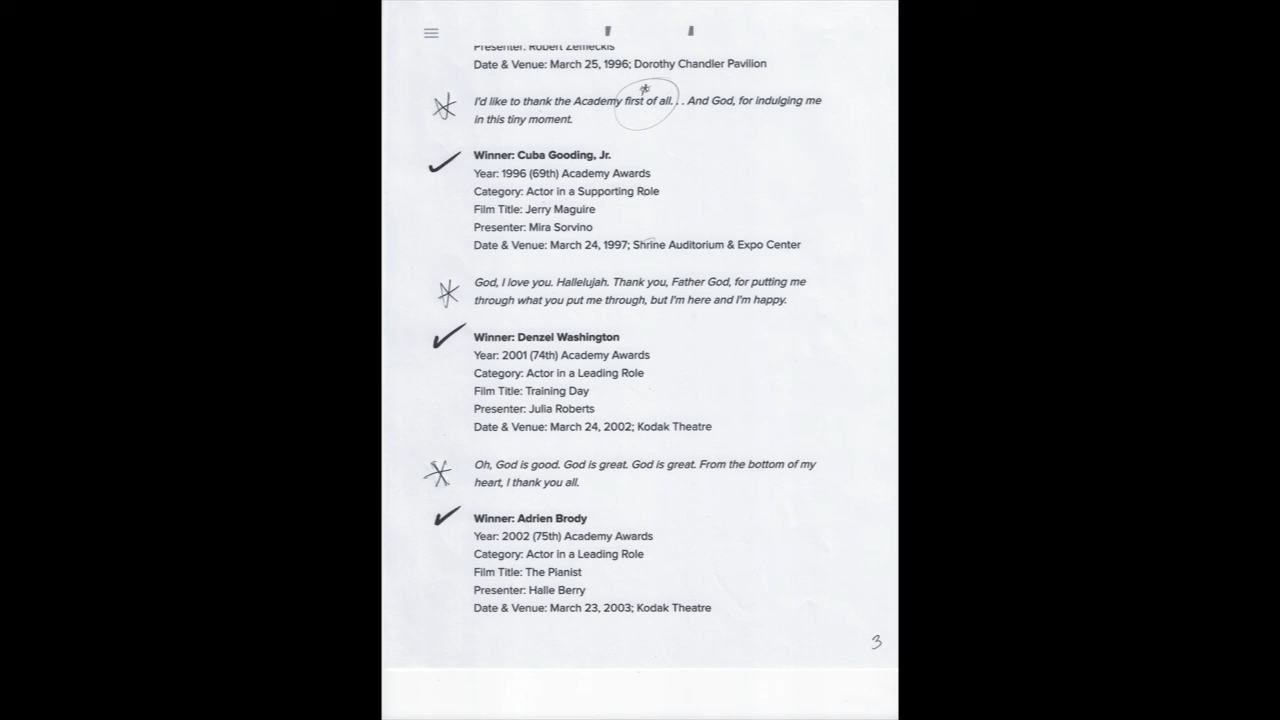 Presenter: Robert Zemeckis
Date & Venue: March 25, 1996; Dorothy Chandler Pavilion
I'd like to thank the Academy first of all. . . And God, for indulging me
in this tiny moment.
Winner: Cuba Gooding, Jr.
Year: 1996 (69th) Academy Awards
Category: Actor in a Supporting Role
Film Title: Jerry Maguire
Presenter: Mira Sorvino
Date & Venue: March 24, 1997; Shrine Auditorium & Expo Center
God, I love you. Hallelujah. Thank you, Father God, for putting me
through what you put me through, but I'm here and I'm happy.
Winner: Denzel Washington
Year: 2001 (74th) Academy Awards
Category: Actor in a Leading Role
Film Title: Training Day
Presenter: Julia Roberts
Date & Venue: March 24, 2002; Kodak Theatre
Oh, God is good. God is great. God is great. From the bottom of my
heart, I thank you all.
Winner: Adrien Brody
Year: 2002 (75th) Academy Awards
Category: Actor in a Leading Role
Film Title: The Pianist
Presenter: Halle Berry
Date & Venue: March 23, 2003; Kodak Theatre
3